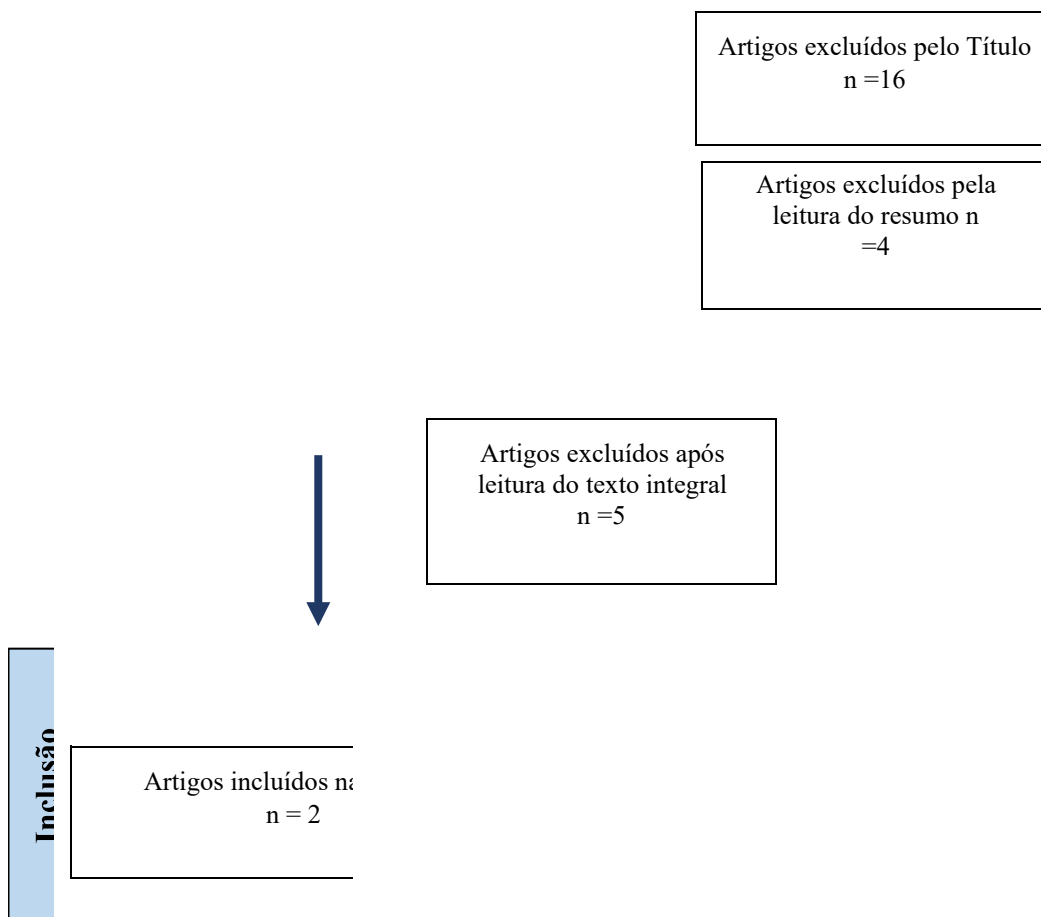 Artigos excluídos pelo Título
n =16
Artigos excluídos pela
leitura do resumo n
=4
Artigos excluídos após
leitura do texto integral
n =5
Inclusão
Artigos incluídos
n = 2